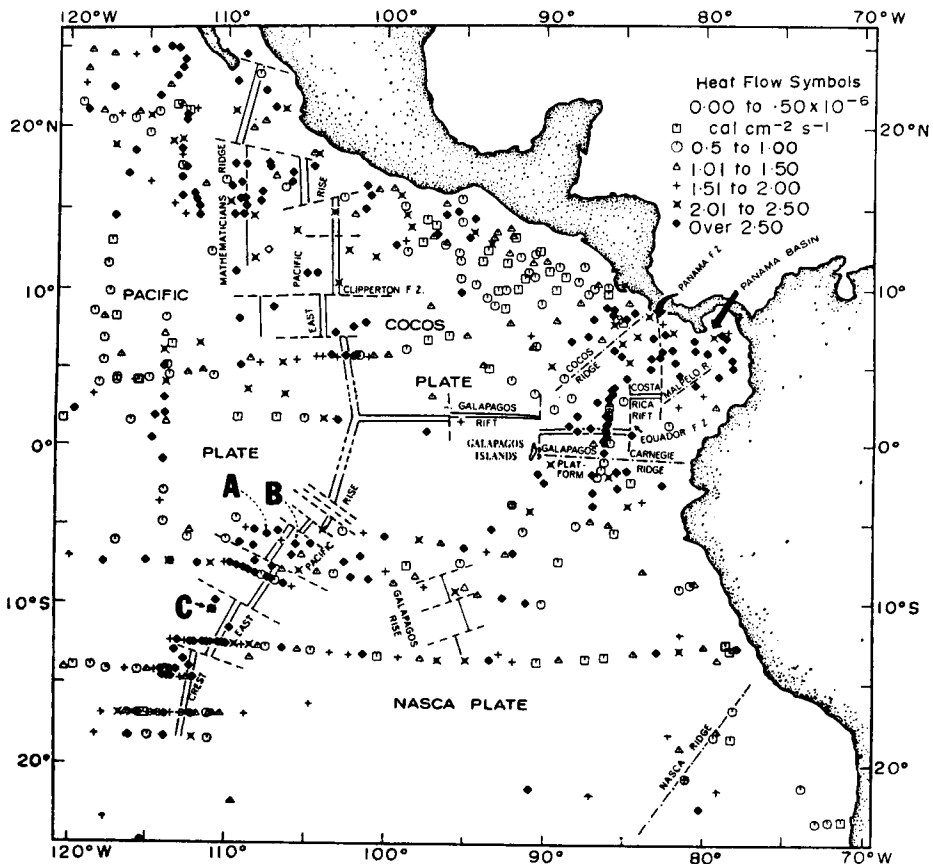 120°W
110°
100°
90°
80°
70°W
Heat Flow Symbols
0·00 to ·50 x 10⁻⁶
cal cm⁻² s⁻¹
0·5 to 1·00
1·01 to 1·50
1·51 to 2·00
2·01 to 2·50
Over 2·50
20°N
20°N
MATHEMATICIANS RIDGE
RISE
PACIFIC
EAST
PANAMA F Z.
PANAMA BASIN
10°
10°
PACIFIC
CLIPPERTON F Z.
COCOS
COCOS RIDGE
PLATE
COSTA
RICA
RIFT
MALPELO R.
GALAPAGOS
RIFT
EQUADOR F Z.
0°
0°
GALAPAGOS
ISLANDS
GALAPAGOS
PLAT-
FORM
CARNEGIE
RIDGE
PLATE
A
B
RISE
PACIFIC
EAST
CREST
C
10°S
10°S
GALAPAGOS
RISE
NASCA PLATE
NASCA RIDGE
20°
20°
120°W
110°
100°
90°
80°
70°W